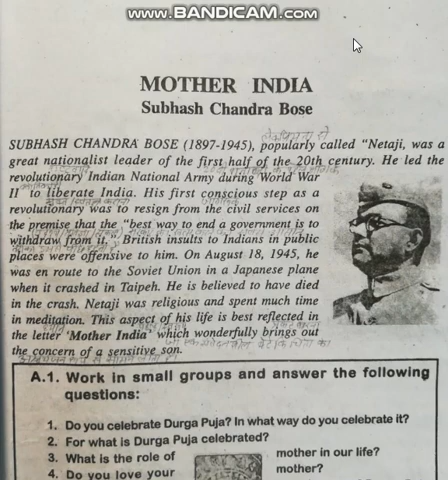 www.BANDICAM.com
MOTHER INDIA
Subhash Chandra Bose
SUBHASH CHANDRA BOSE (1897-1945), popularly called "Netaji, was a
great nationalist leader of the first half of the 20th century. He led the
revolutionary Indian National Army during World War
II to liberate India. His first conscious step as a
revolutionary was to resign from the civil services on
the premise that the "best way to end a government is to
withdraw from it." British insults to Indians in public
places were offensive to him. On August 18, 1945, he
was en route to the Soviet Union in a Japanese plane
when it crashed in Taipeh. He is believed to have died
in the crash. Netaji was religious and spent much time
in meditation. This aspect of his life is best reflected in
the letter 'Mother India' which wonderfully brings out
the concern of a sensitive son.
A.1. Work in small groups and answer the following
questions:
1. Do you celebrate Durga Puja? In what way do you celebrate it?
2. For what is Durga Puja celebrated?
3. What is the role of mother in our life?
4. Do you love your mother?